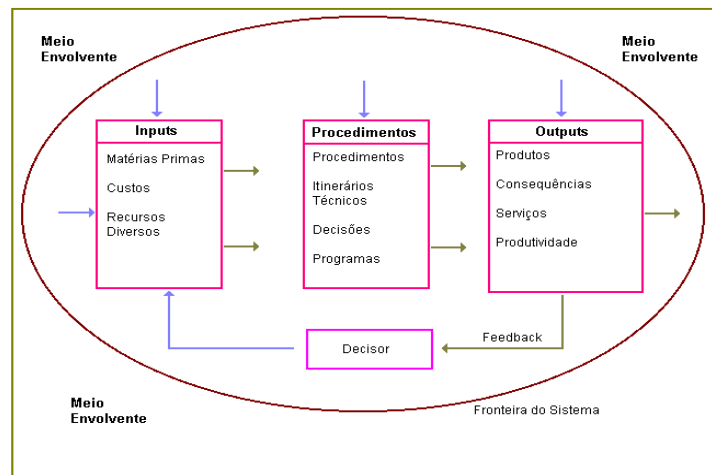 Meio
Envolvente
Meio
Envolvente
Inputs
Matérias Primas
Custos
Recursos
Diversos
Procedimentos
Procedimentos
Itinerários
Técnicos
Decisões
Programas
Outputs
Produtos
Consequências
Serviços
Produtividade
Decisor
Feedback
Meio
Envolvente
Fronteira do Sistema